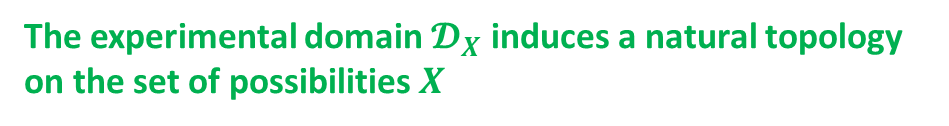 The experimental domain 𝒟_X induces a natural topology
on the set of possibilities X